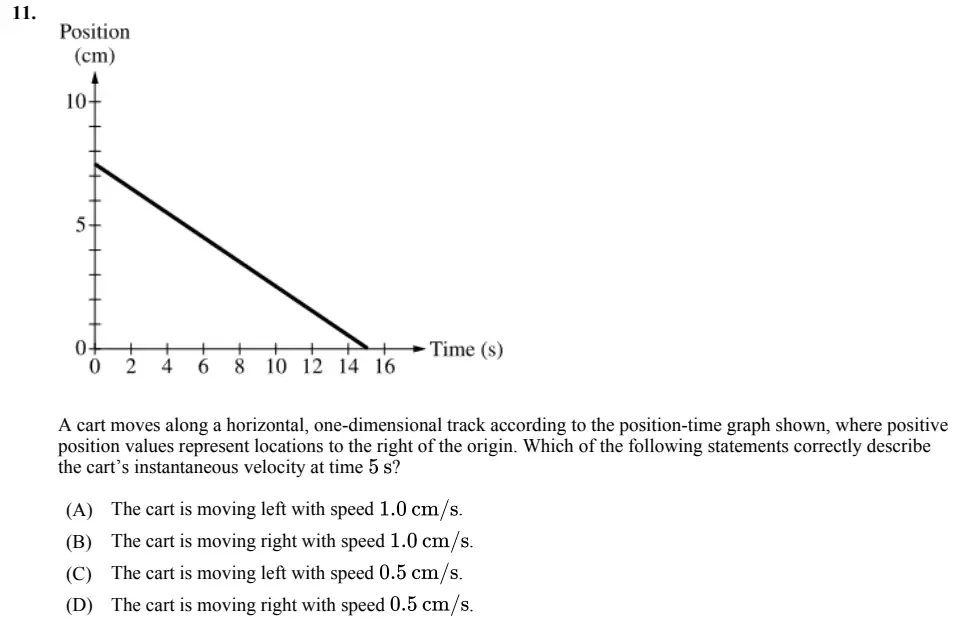 11.
Position
(cm)
10
5
0
Time (s)
0 2 4 6 8 10 12 14 16
A cart moves along a horizontal, one-dimensional track according to the position-time graph shown, where positive
position values represent locations to the right of the origin. Which of the following statements correctly describe
the cart’s instantaneous velocity at time 5 s?
(A) The cart is moving left with speed 1.0 cm/s.
(B) The cart is moving right with speed 1.0 cm/s.
(C) The cart is moving left with speed 0.5 cm/s.
(D) The cart is moving right with speed 0.5 cm/s.